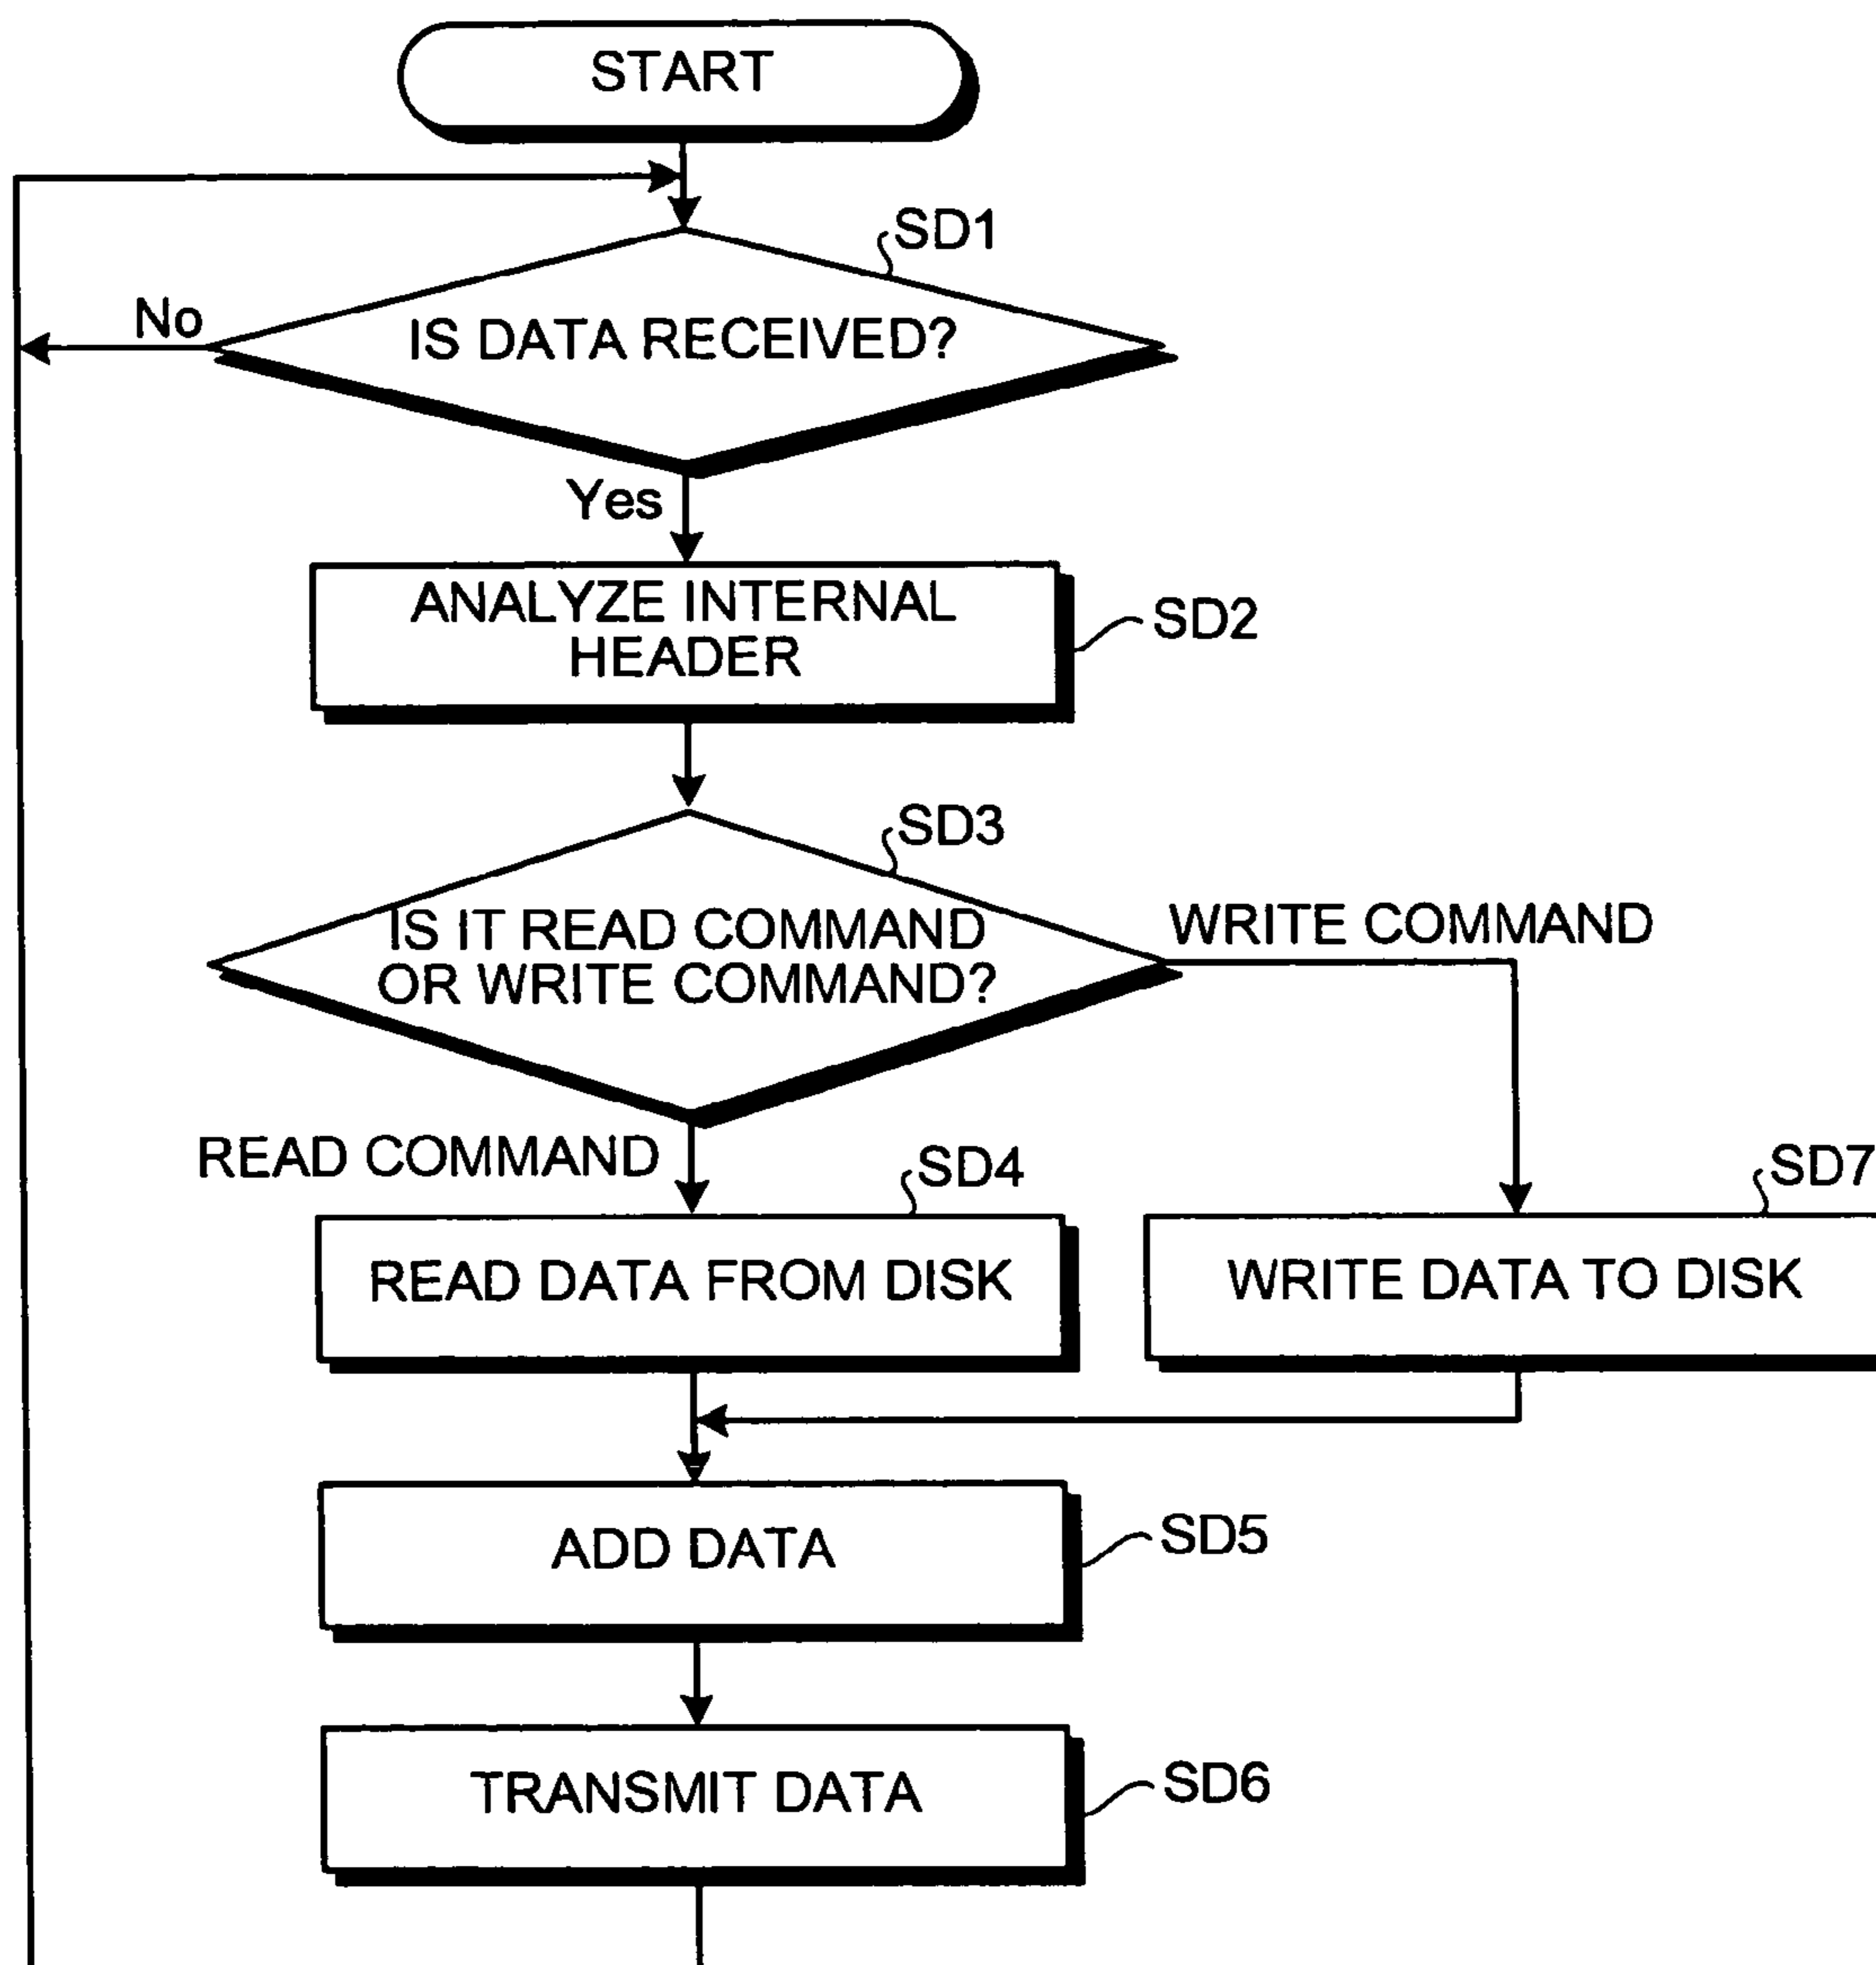 START
SD1
No
IS DATA RECEIVED?
Yes
ANALYZE INTERNAL
HEADER
SD2
SD3
IS IT READ COMMAND
OR WRITE COMMAND?
WRITE COMMAND
READ COMMAND
SD4
SD7
READ DATA FROM DISK
WRITE DATA TO DISK
ADD DATA
SD5
TRANSMIT DATA
SD6